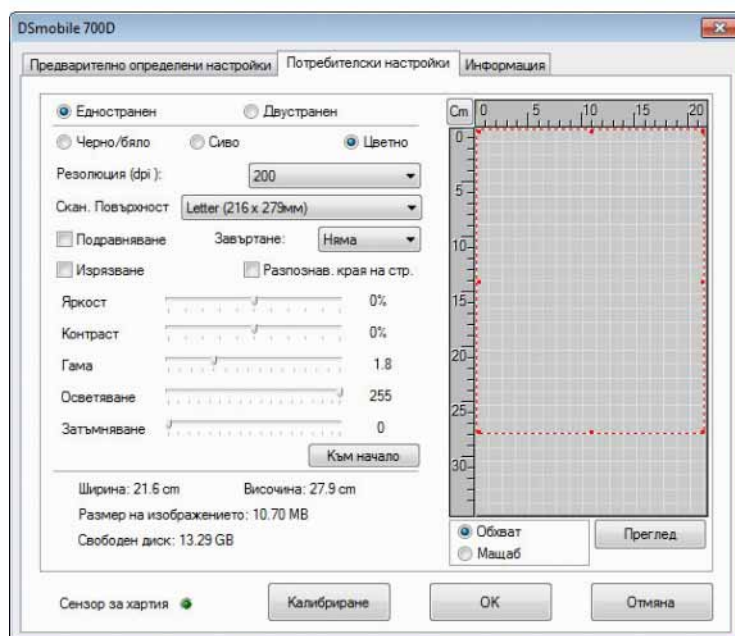 DSmobile 700D
Предварително определени настройки Потребителски настройки Информация
Едностранен Двустранен
Черно/бяло Сиво Цветно
Резолюция (dpi ): 200
Скан. Повърхност Letter (216 x 279мм)
Подравняване Завъртане: Няма
Изрязване Разпознав. края на стр.
Яркост 0%
Контраст 0%
Гама 1.8
Осветяване 255
Затъмняване 0
Към начало
Ширина: 21.6 cm Височина: 27.9 cm
Размер на изображението: 10.70 MB
Свободен диск: 13.29 GB
Cm 0 5 10 15 20
0
5
10
15
20
25
30
Обхват
Мащаб
Преглед
Сензор за хартия Калибриране OK Отмяна